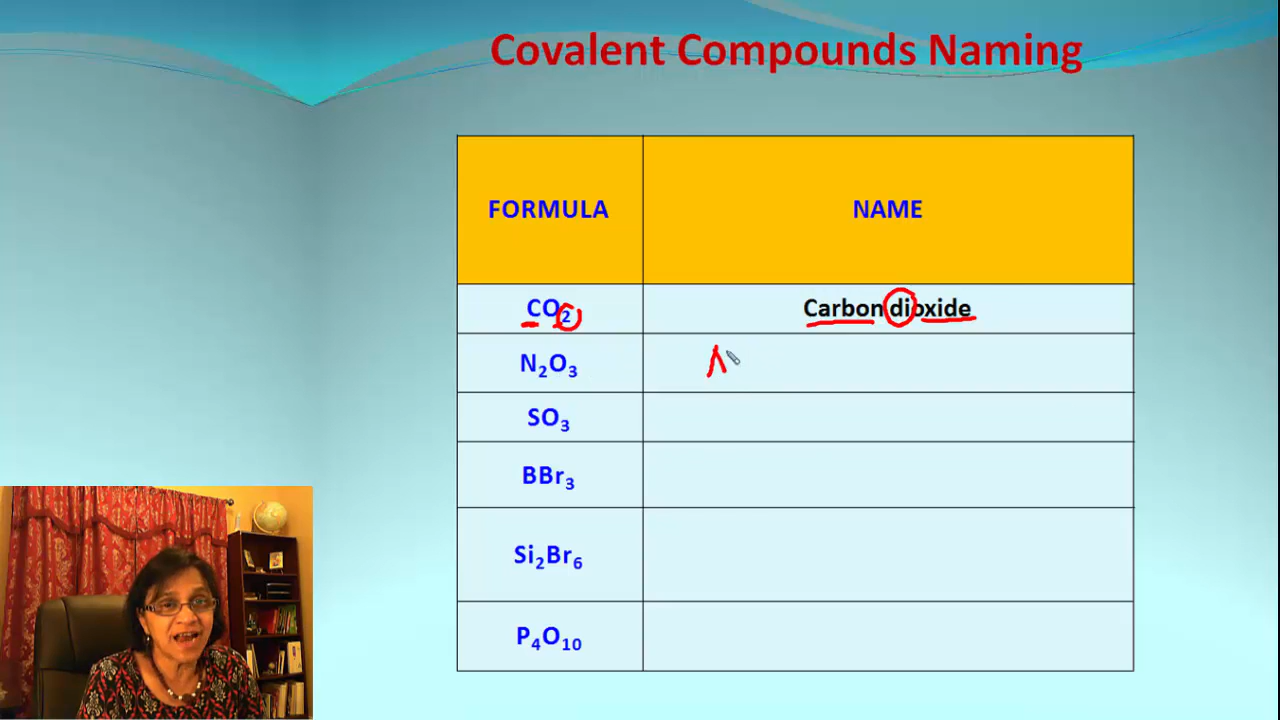 Covalent Compounds Naming
FORMULA NAME
CO₂ Carbon dioxide
N₂O₃
SO₃
BBr₃
Si₂Br₆
P₄O₁₀